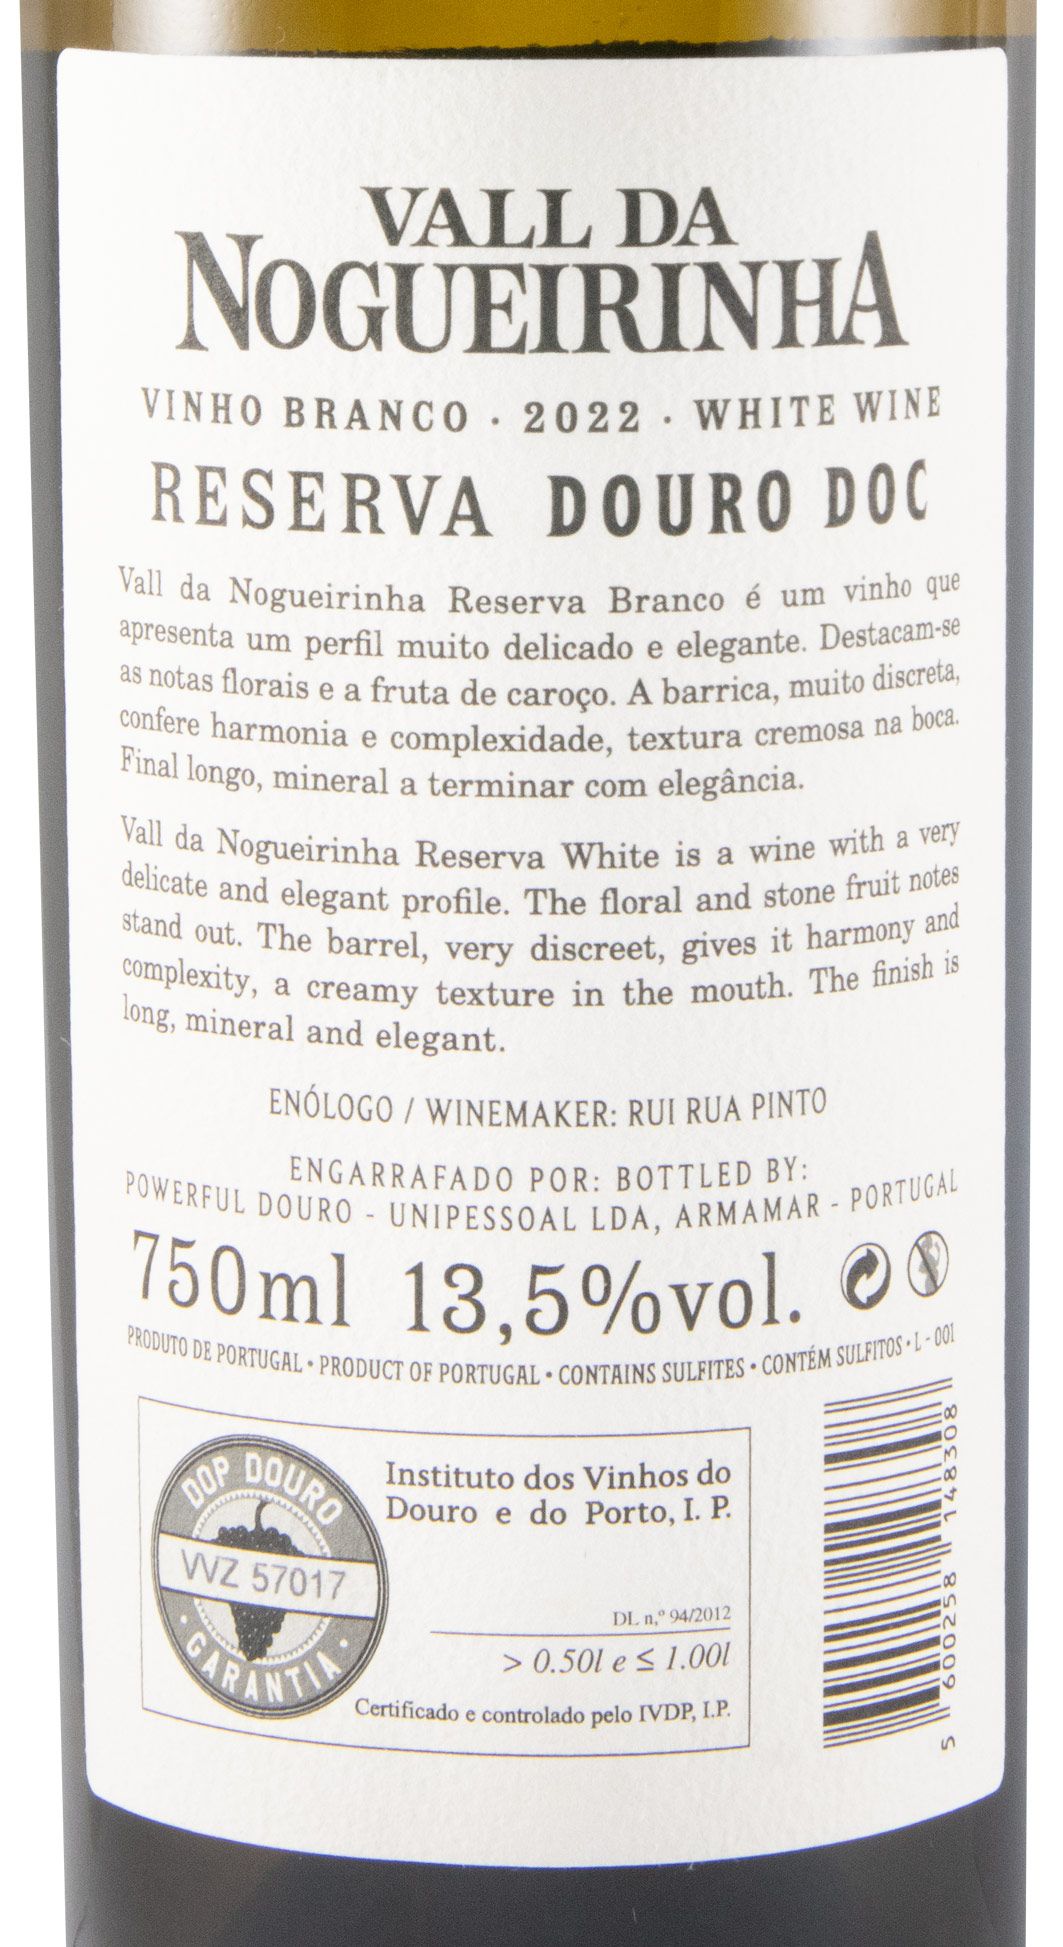 VALL DA
NOGUEIRINHA
VINHO BRANCO · 2022 · WHITE WINE
RESERVA DOURO DOC
Vall da Nogueirinha Reserva Branco é um vinho que
apresenta um perfil muito delicado e elegante. Destacam-se
as notas florais e a fruta de caroço. A barrica, muito discreta,
confere harmonia e complexidade, textura cremosa na boca.
Final longo, mineral a terminar com elegância.
Vall da Nogueirinha Reserva White is a wine with a very
delicate and elegant profile. The floral and stone fruit notes
stand out. The barrel, very discreet, gives it harmony and
complexity, a creamy texture in the mouth. The finish is
long, mineral and elegant.
ENÓLOGO / WINEMAKER: RUI RUA PINTO
ENGARRAFADO POR: BOTTLED BY:
POWERFUL DOURO - UNIPESSOAL LDA, ARMAMAR - PORTUGAL
750ml 13,5%vol.
PRODUTO DE PORTUGAL • PRODUCT OF PORTUGAL • CONTAINS SULFITES • CONTÉM SULFITOS • L - 001
DOP DOURO
VVZ 57017
· GARANTIA ·
Instituto dos Vinhos do
Douro e do Porto, I. P.
DL n,º 94/2012
> 0.50l e ≤ 1.00l
Certificado e controlado pelo IVDP, I.P.
5 600258 148308